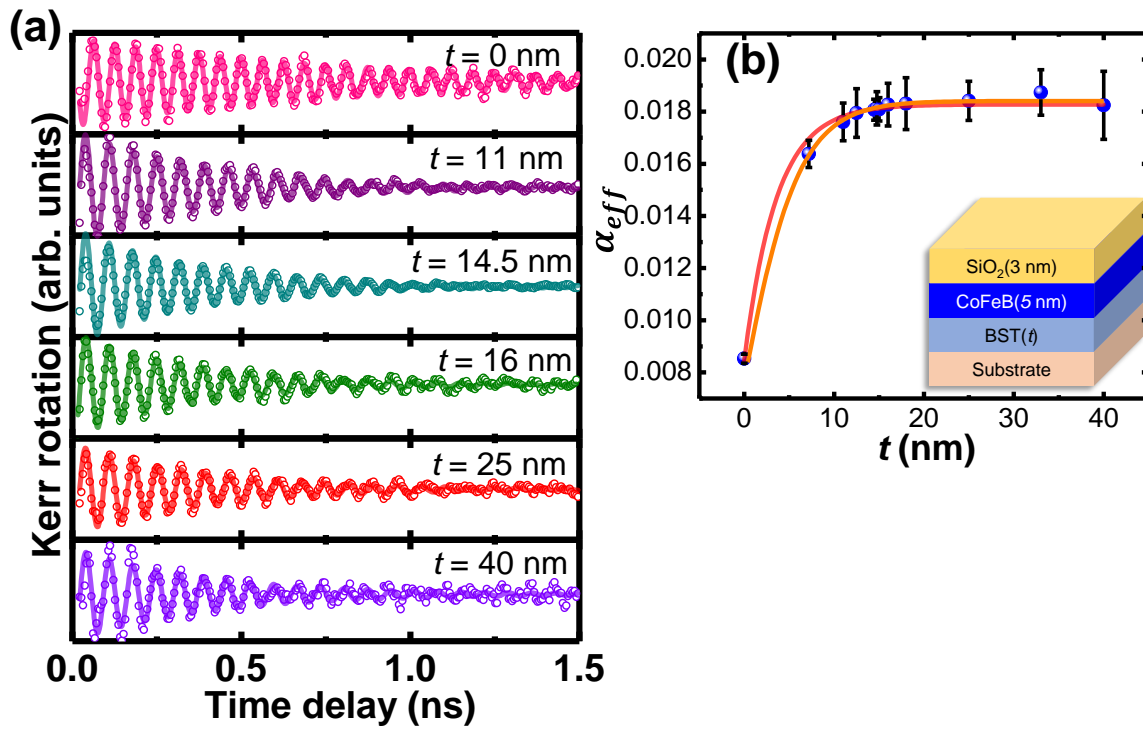 (a)
t = 0 nm
t = 11 nm
t = 14.5 nm
t = 16 nm
t = 25 nm
t = 40 nm
Kerr rotation (arb. units)
0.0 0.5 1.0 1.5
Time delay (ns)
(b)
0.020
0.018
0.016
0.014
0.012
0.010
0.008
α_eff
0 10 20 30 40
t (nm)
SiO₂(3 nm)
CoFeB(5 nm)
BST(t)
Substrate